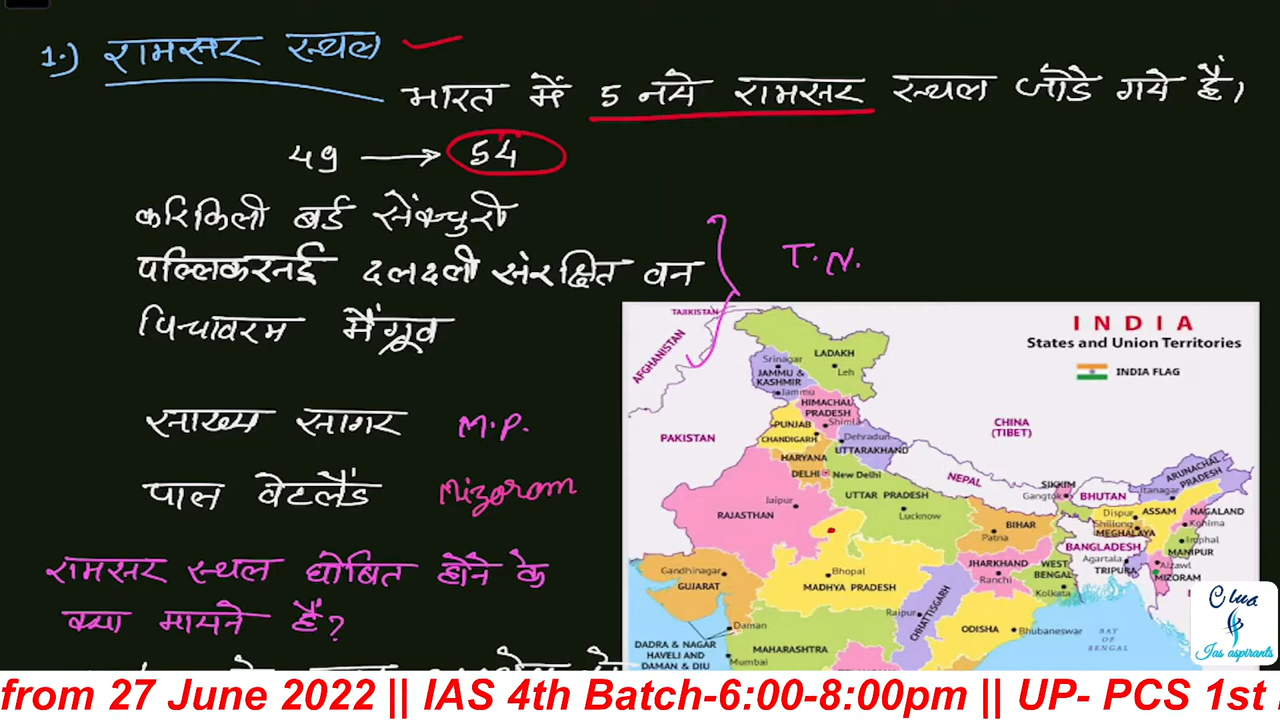 1.) रामसर स्थल
भारत में 5 नये रामसर स्थल जोडे गये हैं।
49 → 54
करिकिली बर्ड सेंक्चुरी
पल्लिकरनई दलदली संरक्षित वन
पिचावरम मैंग्रूव
T.N.
साख्य सागर M.P.
पाल वेटलैंड Mizoram
रामसर स्थल घोषित होने के
क्या मायने हैं?
INDIA
States and Union Territories
INDIA FLAG
TAJIKISTAN
AFGHANISTAN
LADAKH
Srinagar
Leh
JAMMU &
KASHMIR
Jammu
HIMACHAL
PRADESH
Shimla
PUNJAB
CHANDIGARH
CHINA
(TIBET)
PAKISTAN
Dehradun
UTTARAKHAND
HARYANA
DELHI
New Delhi
NEPAL
SIKKIM
Gangtok
BHUTAN
ARUNACHAL
PRADESH
Itanagar
Jaipur
RAJASTHAN
UTTAR PRADESH
Lucknow
BIHAR
Patna
Dispur
ASSAM
NAGALAND
Kohima
Shillong
MEGHALAYA
Imphal
MANIPUR
BANGLADESH
Agartala
TRIPURA
Aizawl
MIZORAM
Gandhinagar
GUJARAT
Bhopal
MADHYA PRADESH
JHARKHAND
Ranchi
WEST
BENGAL
Kolkata
CHHATTISGARH
Raipur
ODISHA
Bhubaneswar
Daman
DADRA & NAGAR
HAVELI AND
DAMAN & DIU
Mumbai
MAHARASHTRA
BAY
OF
BENGAL
Clue
Ias aspirants
from 27 June 2022 || IAS 4th Batch-6:00-8:00pm || UP- PCS 1st